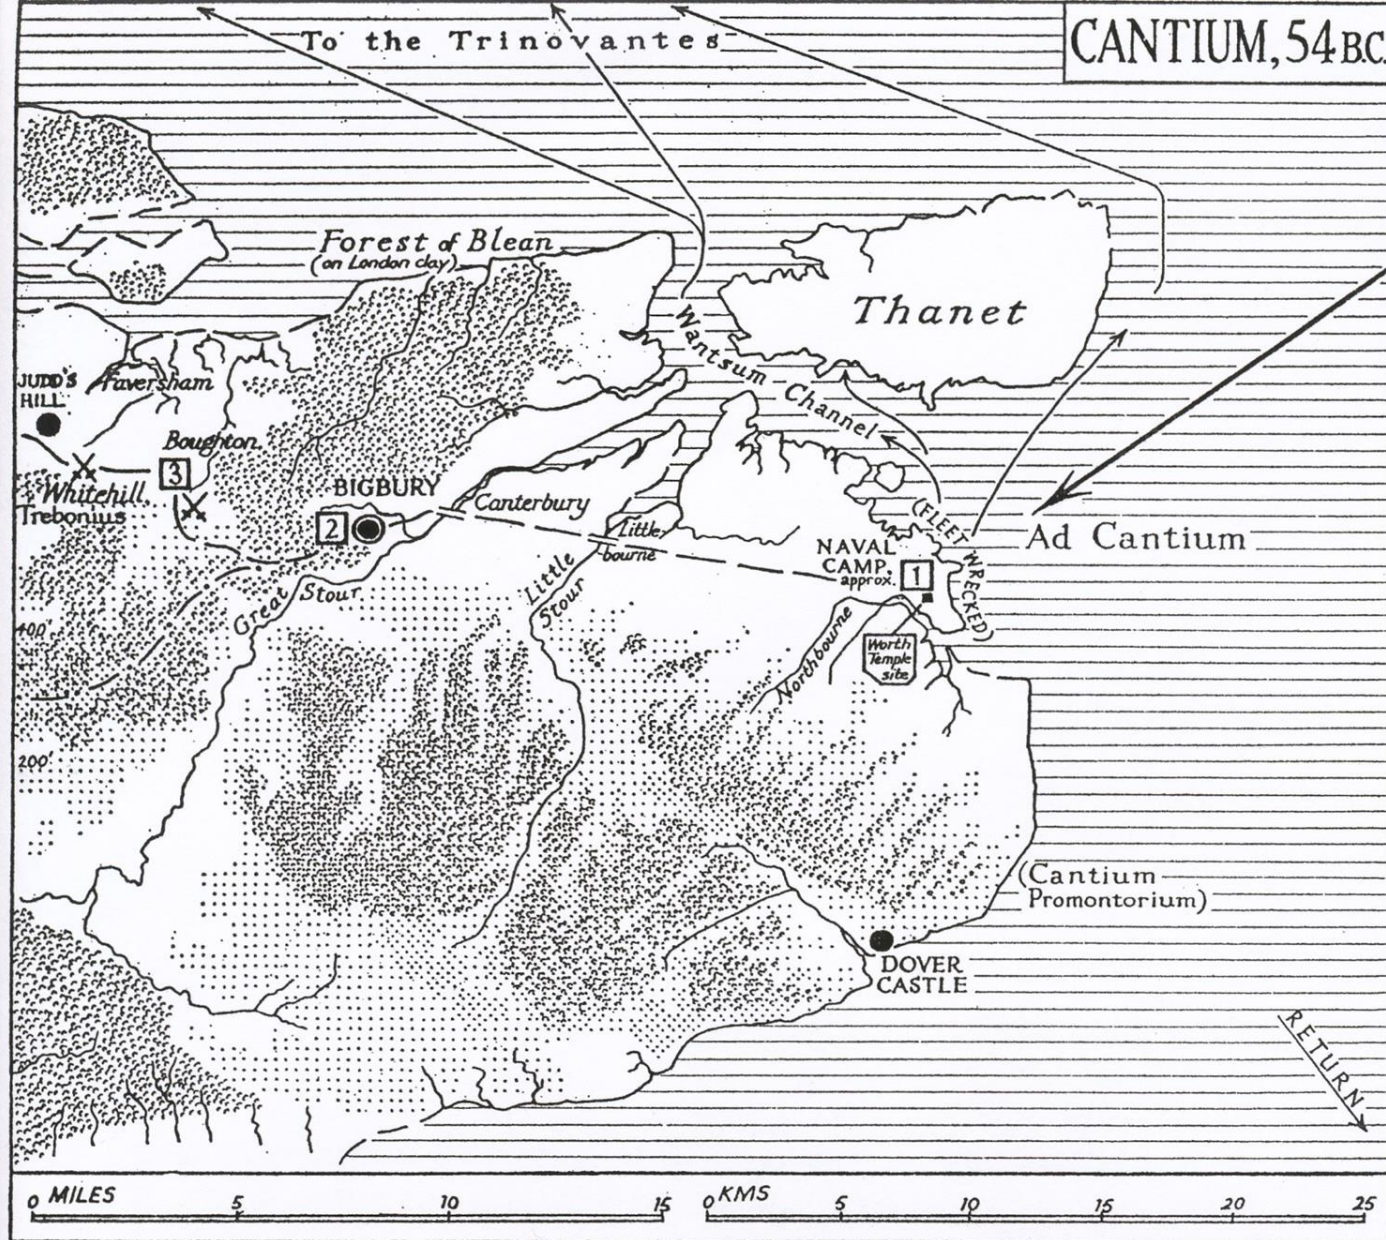 To the Trinovantes
CANTIUM, 54 B.C.
Forest of Blean
(on London clay)
Thanet
Wantsum Channel
JUDD'S
HILL
Faversham
Boughton
3
Whitehill,
Trebonius
BIGBURY
2
Canterbury
Little
bourne
(FLEET WRECKED)
Ad Cantium
NAVAL
CAMP,
approx.
1
Great Stour
Little
Stour
Northbourne
Worth
Temple
site
400'
200'
(Cantium
Promontorium)
DOVER
CASTLE
RETURN
0 MILES 5 10 15
0 KMS 5 10 15 20 25